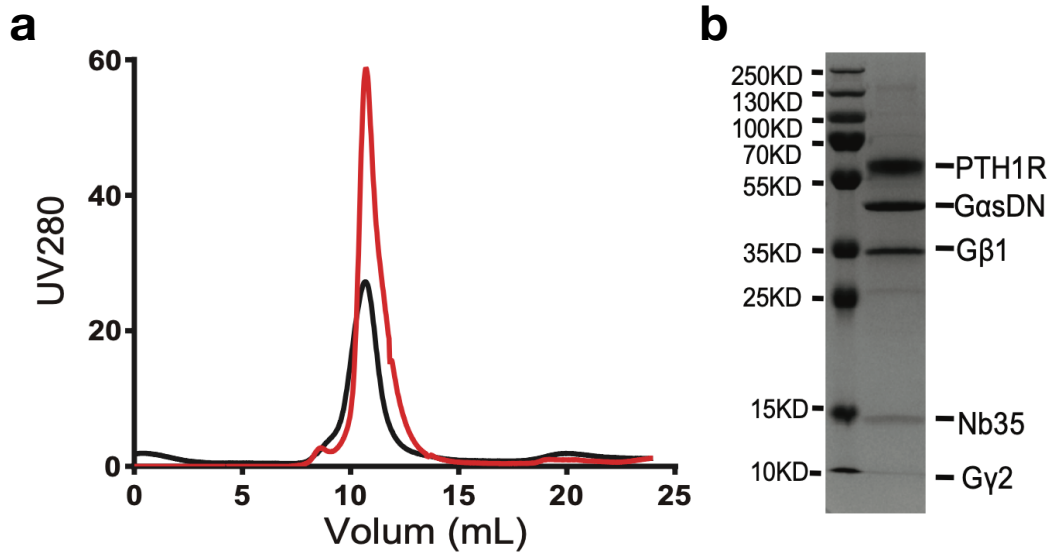 a
60
40
20
0
UV280
0 5 10 15 20 25
Volum (mL)
b
250KD
130KD
100KD
70KD
55KD
35KD
25KD
15KD
10KD
PTH1R
GαsDN
Gβ1
Nb35
Gγ2